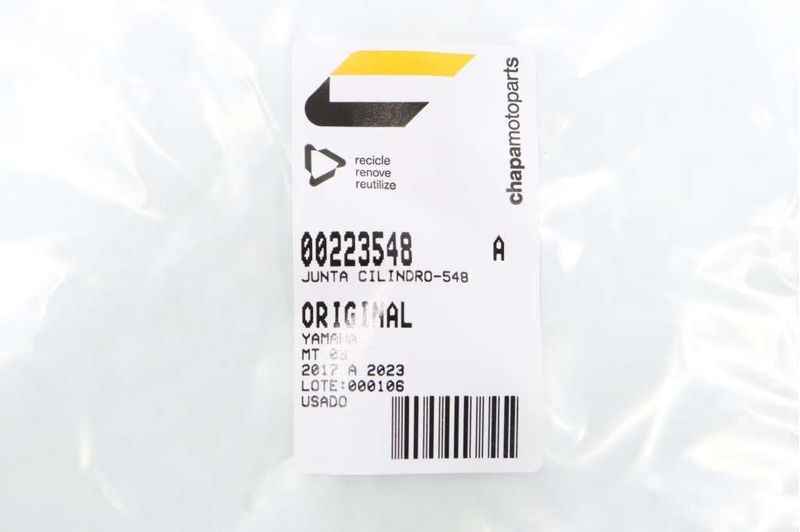 recicle
renove
reutilize
chapamotoparts
00223548 A
JUNTA CILINDRO-548
ORIGINAL
YAMAHA
MT 03
2017 A 2023
LOTE:000106
USADO